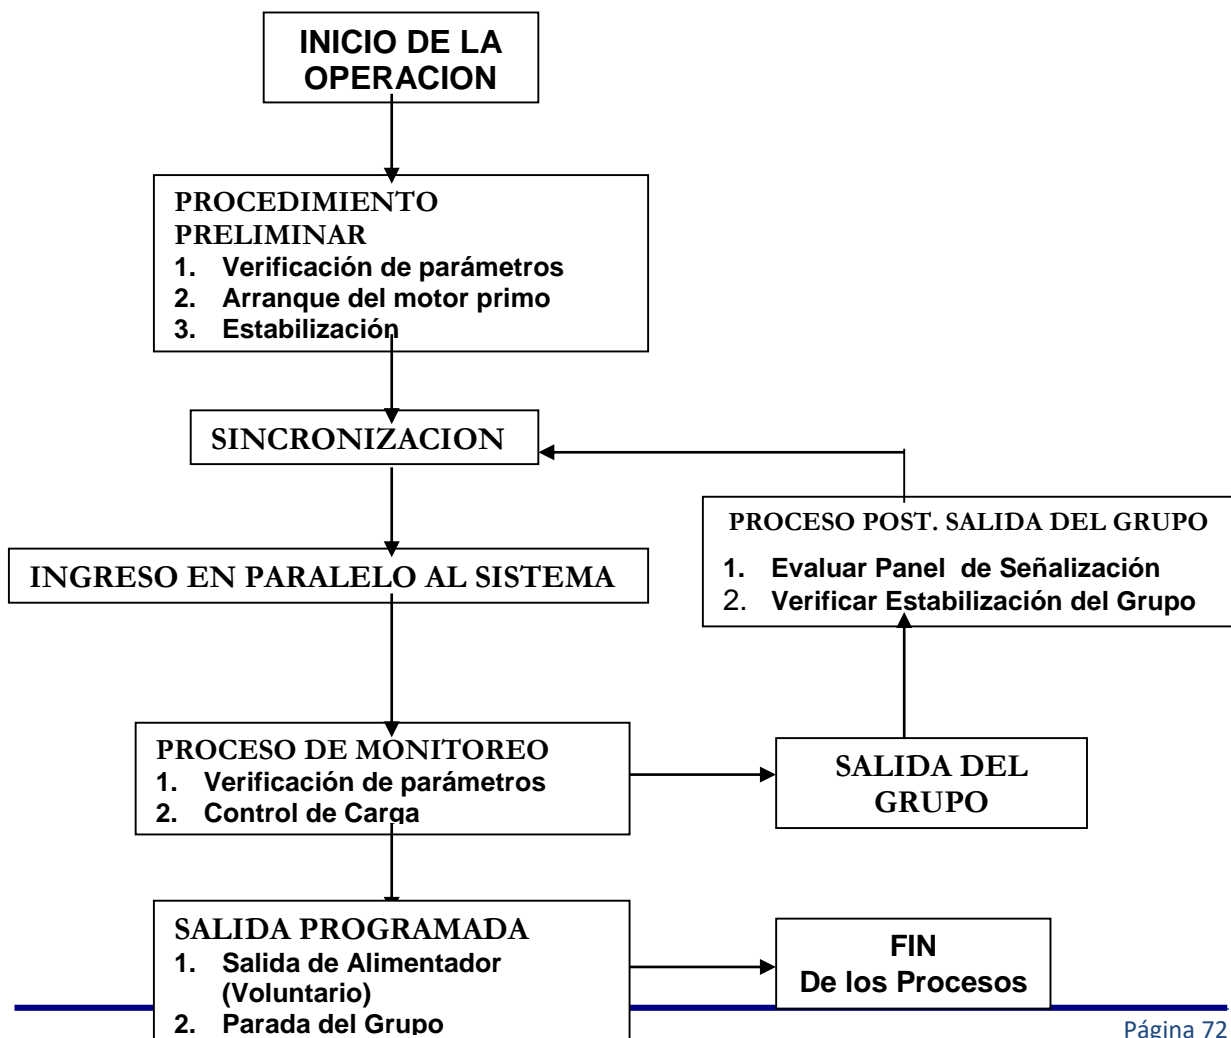 INICIO DE LA
OPERACION
PROCEDIMIENTO
PRELIMINAR
1. Verificación de parámetros
2. Arranque del motor primo
3. Estabilización
SINCRONIZACION
INGRESO EN PARALELO AL SISTEMA
PROCESO POST. SALIDA DEL GRUPO
1. Evaluar Panel de Señalización
2. Verificar Estabilización del Grupo
PROCESO DE MONITOREO
1. Verificación de parámetros
2. Control de Carga
SALIDA DEL
GRUPO
SALIDA PROGRAMADA
1. Salida de Alimentador
(Voluntario)
2. Parada del Grupo
FIN
De los Procesos
Página 72